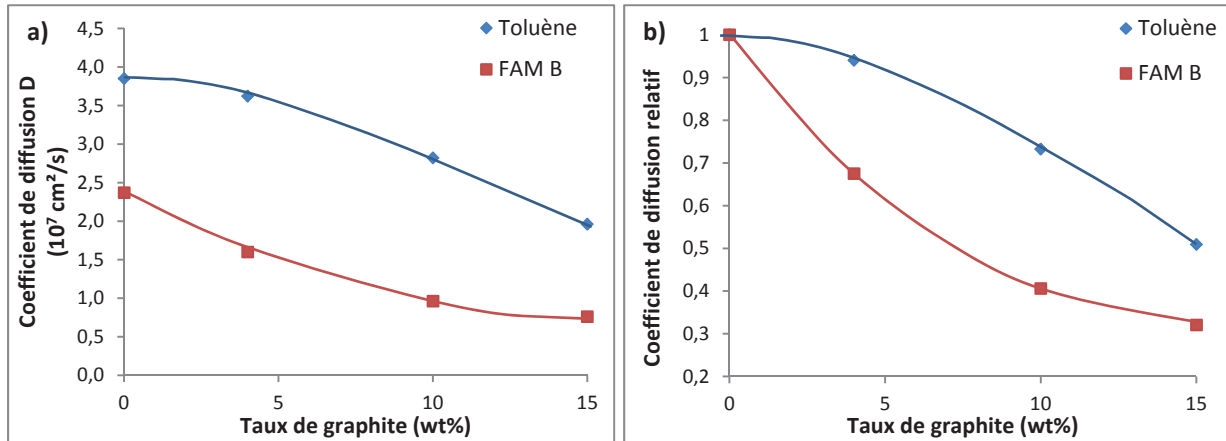 a)
Toluène
FAM B
Coefficient de diffusion D
(10⁷ cm²/s)
4,5
4,0
3,5
3,0
2,5
2,0
1,5
1,0
0,5
0,0
0
5
10
15
Taux de graphite (wt%)
b)
Toluène
FAM B
Coefficient de diffusion relatif
1
0,9
0,8
0,7
0,6
0,5
0,4
0,3
0,2
0
5
10
15
Taux de graphite (wt%)